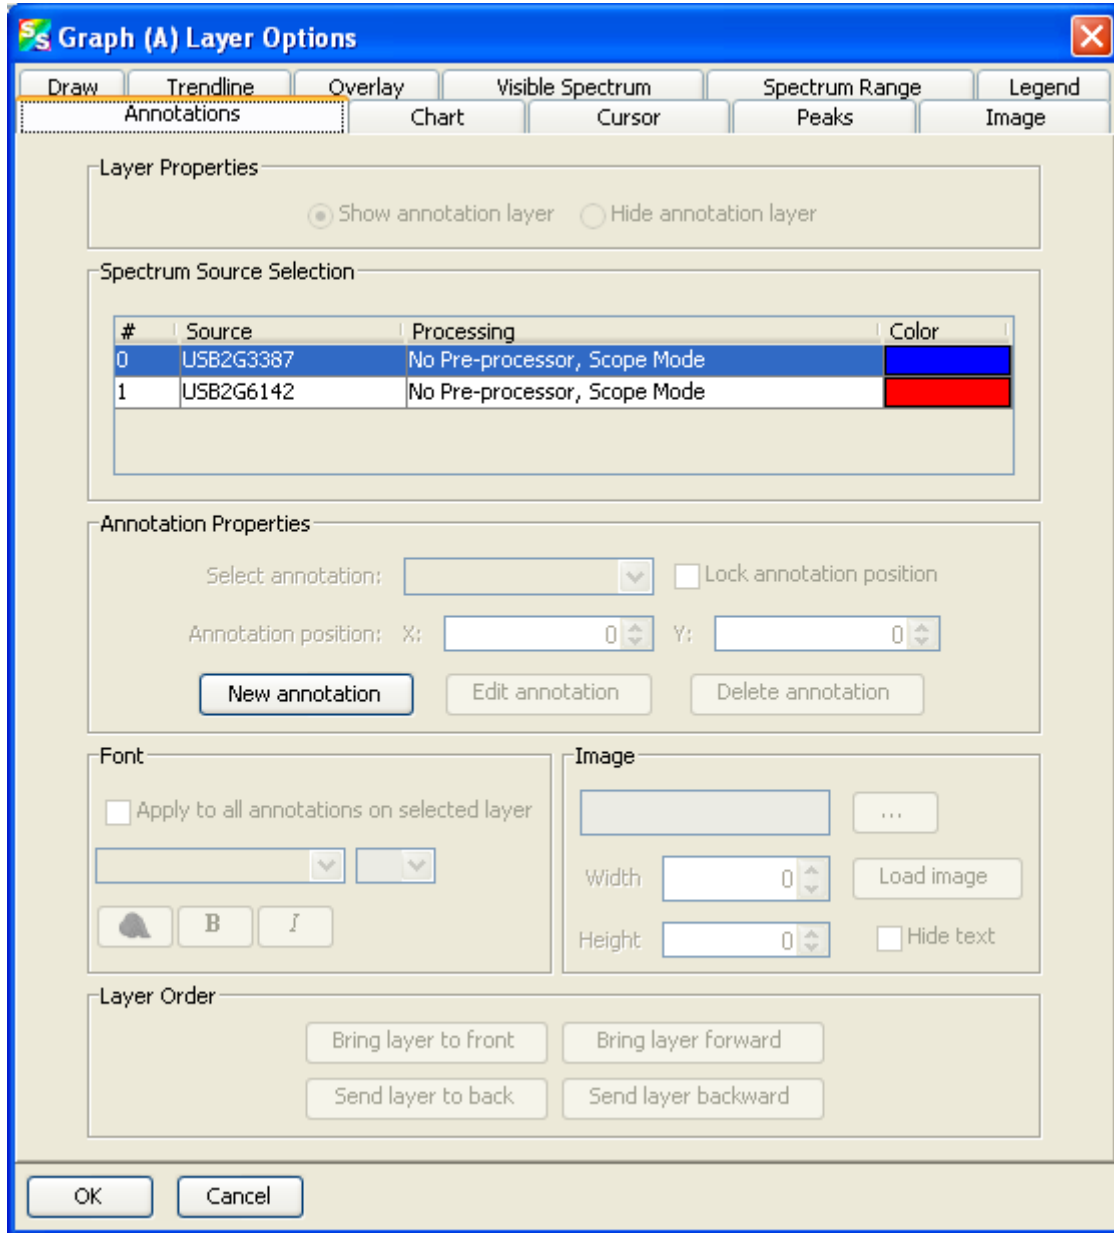 Graph (A) Layer Options
Draw Trendline Overlay Visible Spectrum Spectrum Range Legend
Annotations Chart Cursor Peaks Image
Layer Properties
Show annotation layer Hide annotation layer
Spectrum Source Selection
# Source Processing Color
0 USB2G3387 No Pre-processor, Scope Mode
1 USB2G6142 No Pre-processor, Scope Mode
Annotation Properties
Select annotation: Lock annotation position
Annotation position: X: 0 Y: 0
New annotation Edit annotation Delete annotation
Font
Apply to all annotations on selected layer
B I
Image
...
Width 0 Load image
Height 0 Hide text
Layer Order
Bring layer to front Bring layer forward
Send layer to back Send layer backward
OK Cancel